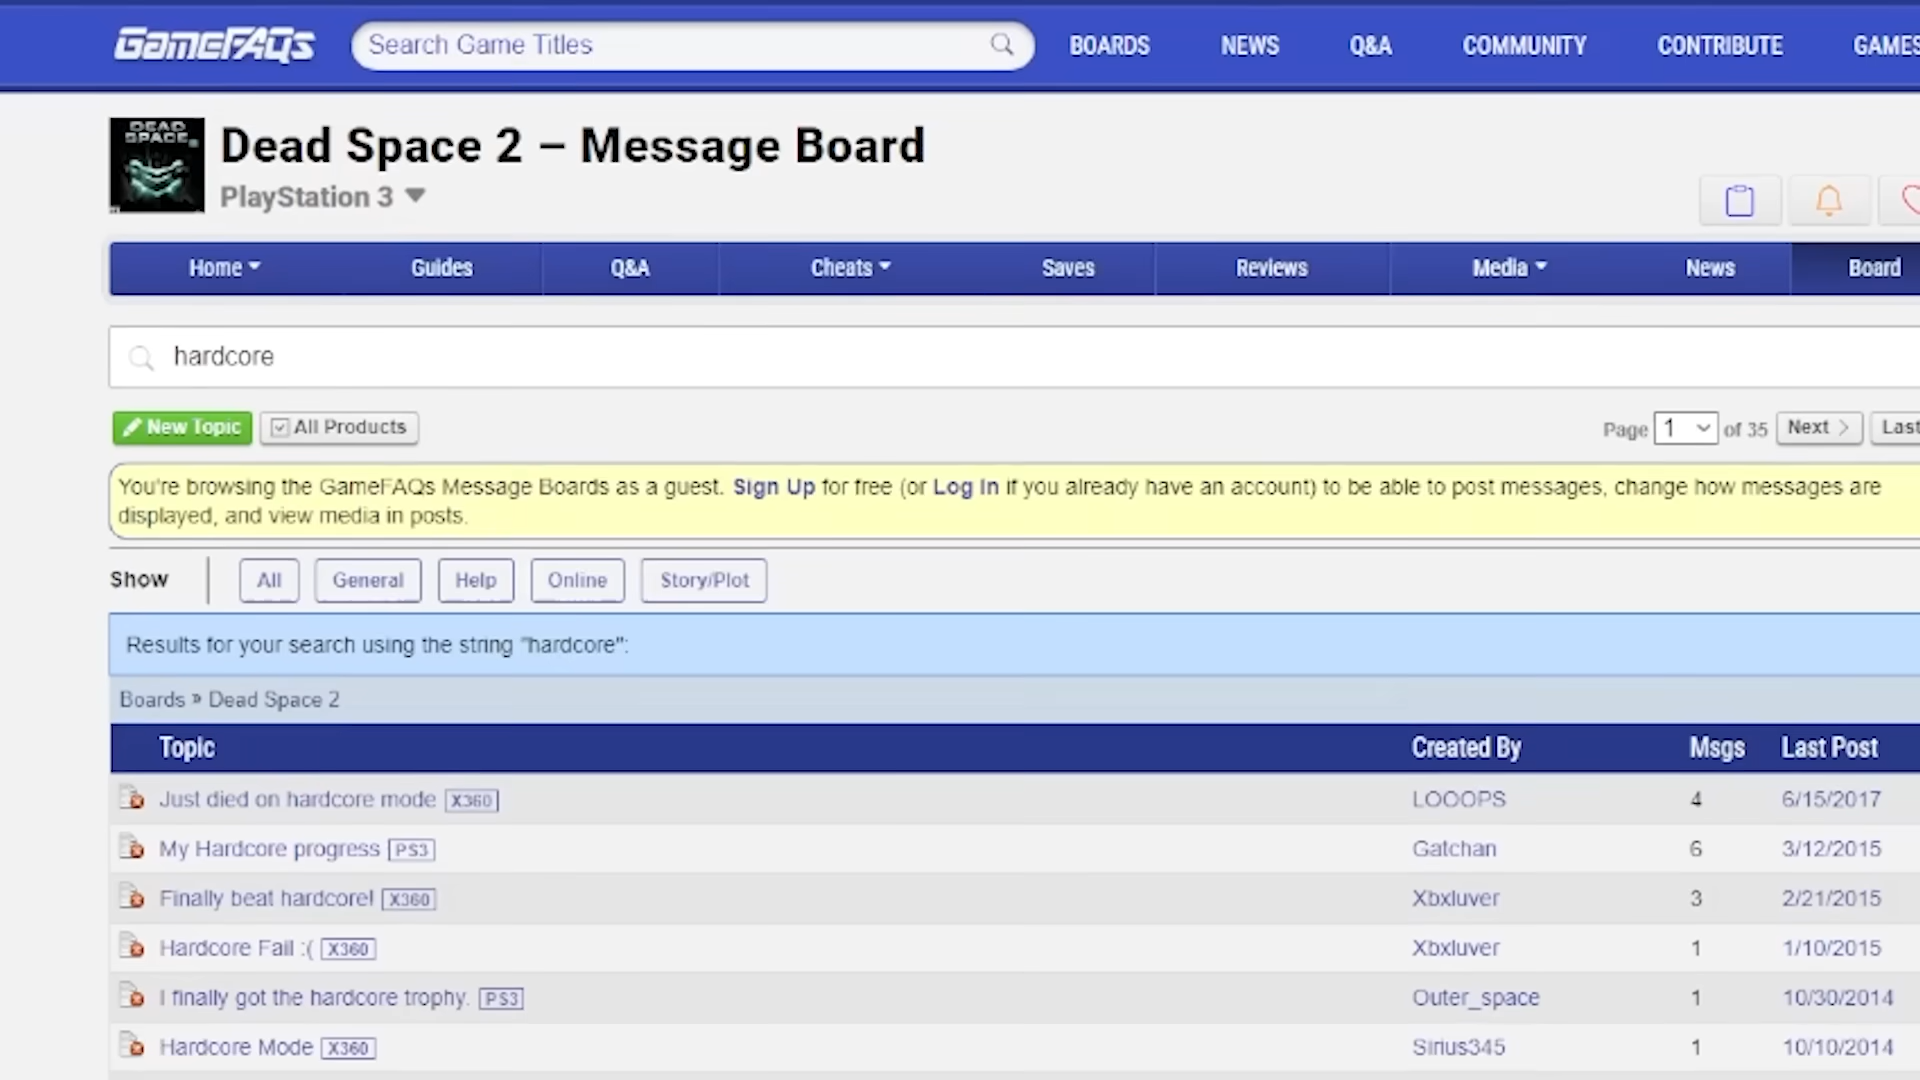 GameFAQs Search Game Titles BOARDS NEWS Q&A COMMUNITY CONTRIBUTE GAMES
DEAD SPACE 2
Dead Space 2 – Message Board
PlayStation 3
Home Guides Q&A Cheats Saves Reviews Media News Board
hardcore
New Topic All Products Page 1 of 35 Next Last
You're browsing the GameFAQs Message Boards as a guest. Sign Up for free (or Log In if you already have an account) to be able to post messages, change how messages are
displayed, and view media in posts.
Show All General Help Online Story/Plot
Results for your search using the string "hardcore":
Boards » Dead Space 2
Topic Created By Msgs Last Post
Just died on hardcore mode X360 LOOOPS 4 6/15/2017
My Hardcore progress PS3 Gatchan 6 3/12/2015
Finally beat hardcore! X360 Xbxluver 3 2/21/2015
Hardcore Fail :( X360 Xbxluver 1 1/10/2015
I finally got the hardcore trophy. PS3 Outer_space 1 10/30/2014
Hardcore Mode X360 Sirius345 1 10/10/2014